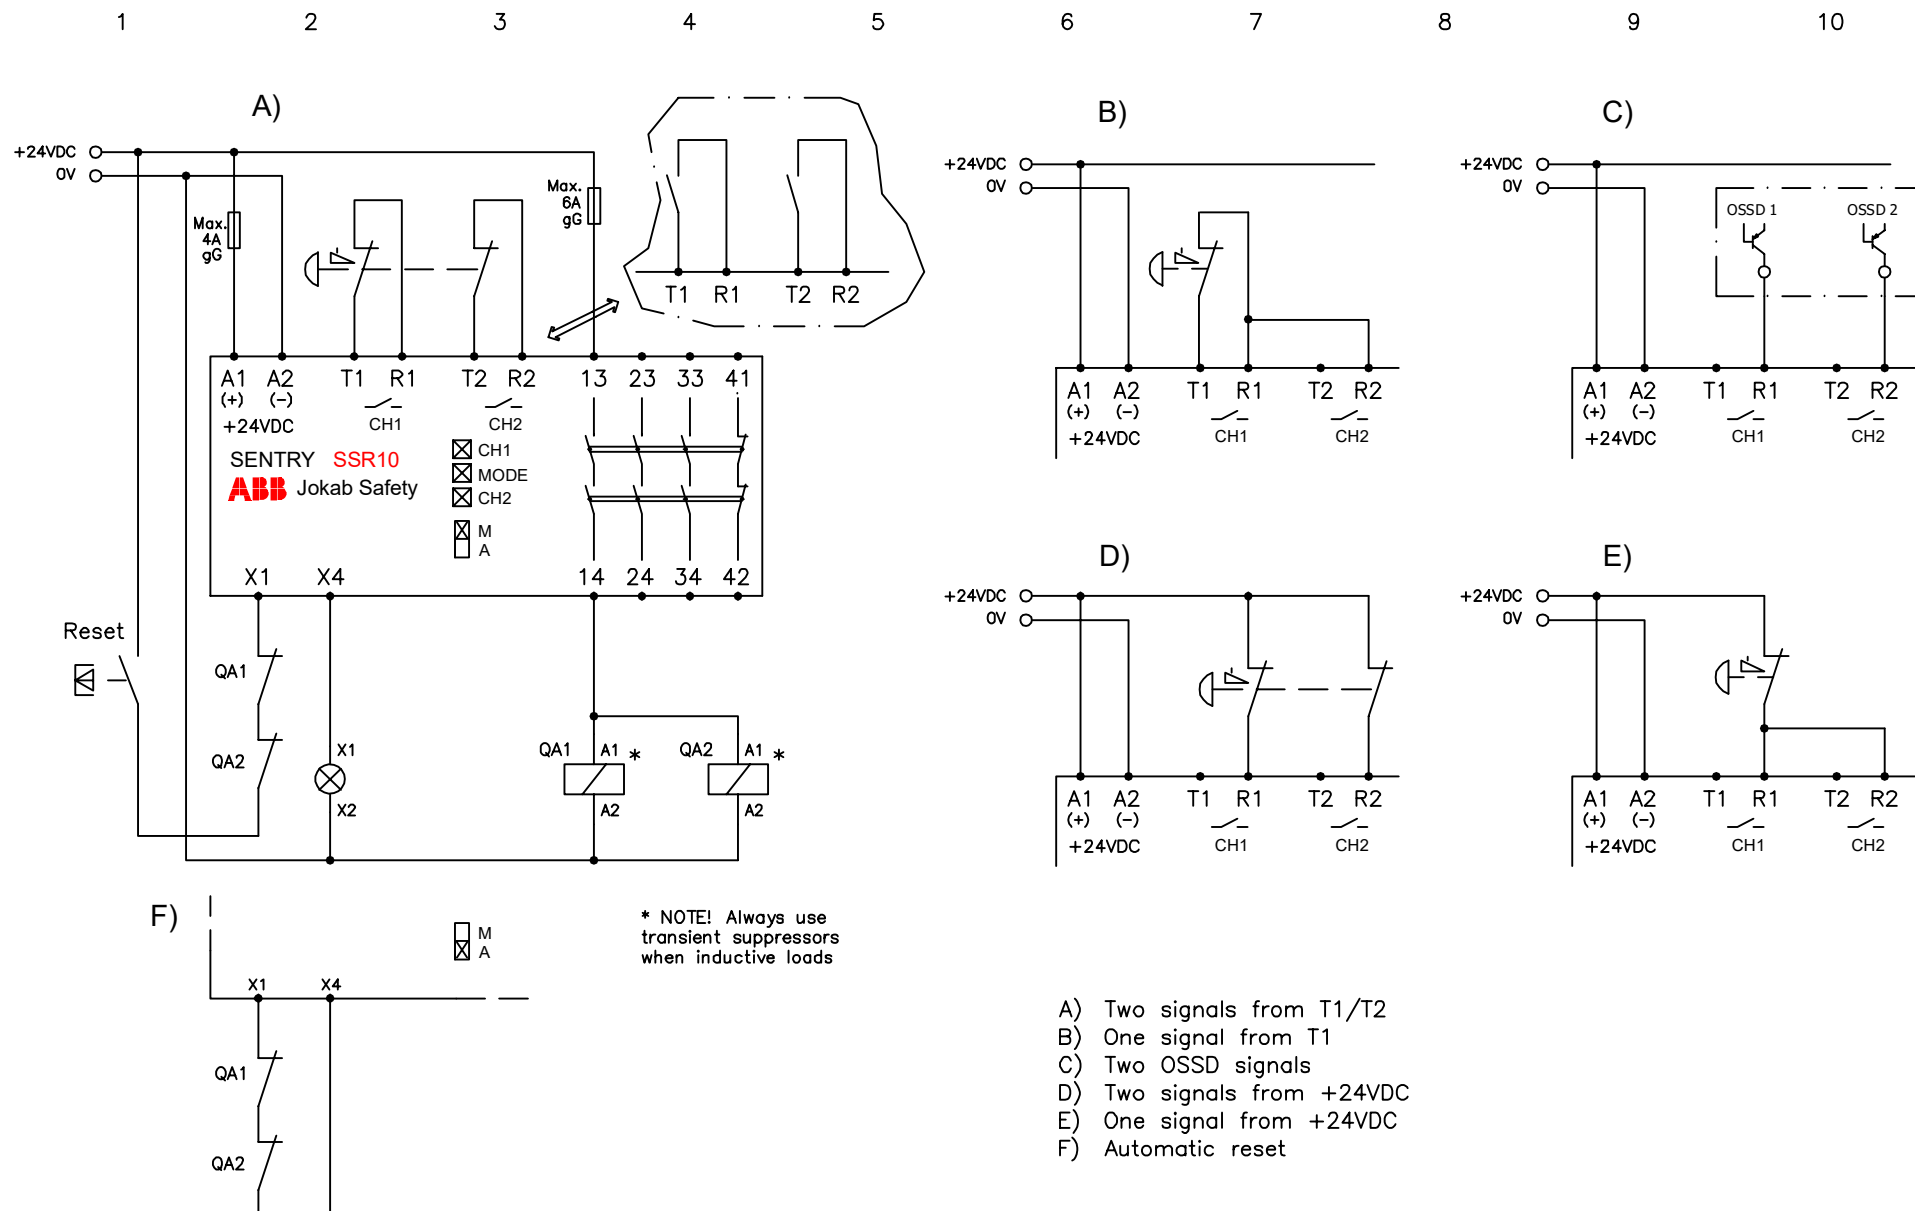 1 2 3 4 5 6 7 8 9 10
A)
+24VDC
0V
Max.
4A
gG
Max.
6A
gG
T1 R1 T2 R2
A1 A2 T1 R1 T2 R2 13 23 33 41
(+) (-)
CH1 CH2
+24VDC
SENTRY SSR10
ABB Jokab Safety
CH1
MODE
CH2
M
A
X1 X4 14 24 34 42
Reset
QA1
QA2
X1
X2
QA1 A1 *
A2
QA2 A1 *
A2
B)
+24VDC
0V
A1 A2 T1 R1 T2 R2
(+) (-)
CH1 CH2
+24VDC
C)
+24VDC
0V
OSSD 1 OSSD 2
A1 A2 T1 R1 T2 R2
(+) (-)
CH1 CH2
+24VDC
D)
+24VDC
0V
A1 A2 T1 R1 T2 R2
(+) (-)
CH1 CH2
+24VDC
E)
+24VDC
0V
A1 A2 T1 R1 T2 R2
(+) (-)
CH1 CH2
+24VDC
F)
M
A
X1 X4
QA1
QA2
* NOTE! Always use
transient suppressors
when inductive loads
A) Two signals from T1/T2
B) One signal from T1
C) Two OSSD signals
D) Two signals from +24VDC
E) One signal from +24VDC
F) Automatic reset